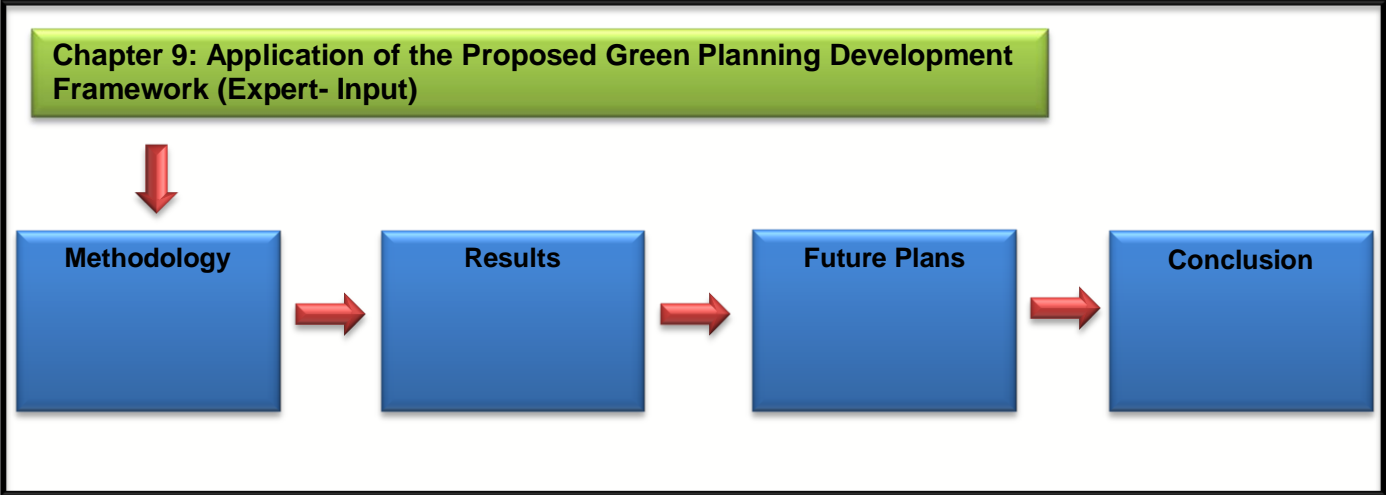 Chapter 9: Application of the Proposed Green Planning Development
Framework (Expert- Input)
Methodology
Results
Future Plans
Conclusion